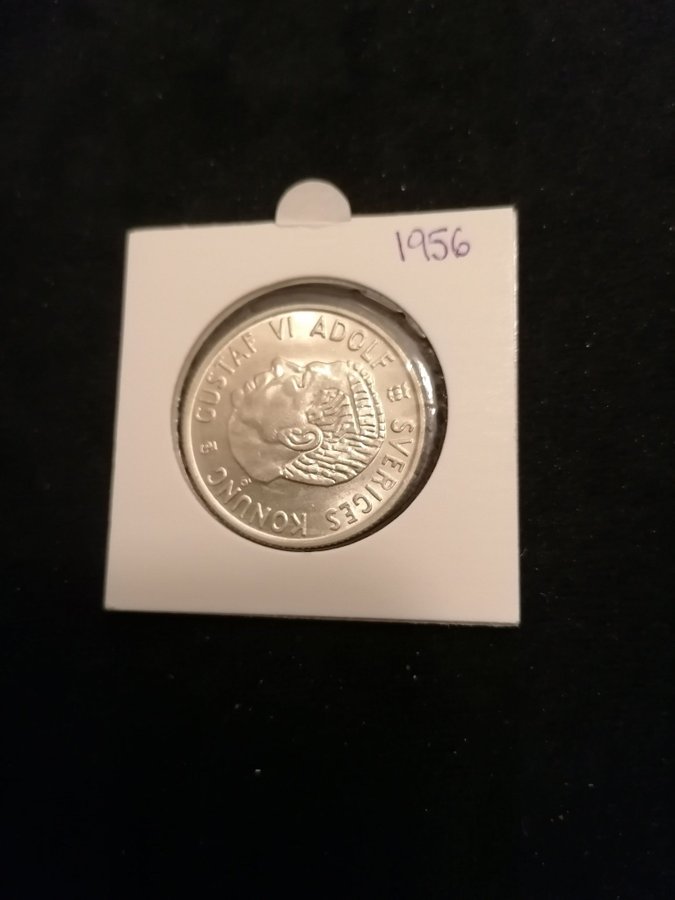 1956
GUSTAF VI ADOLF SVERIGES KONUNG